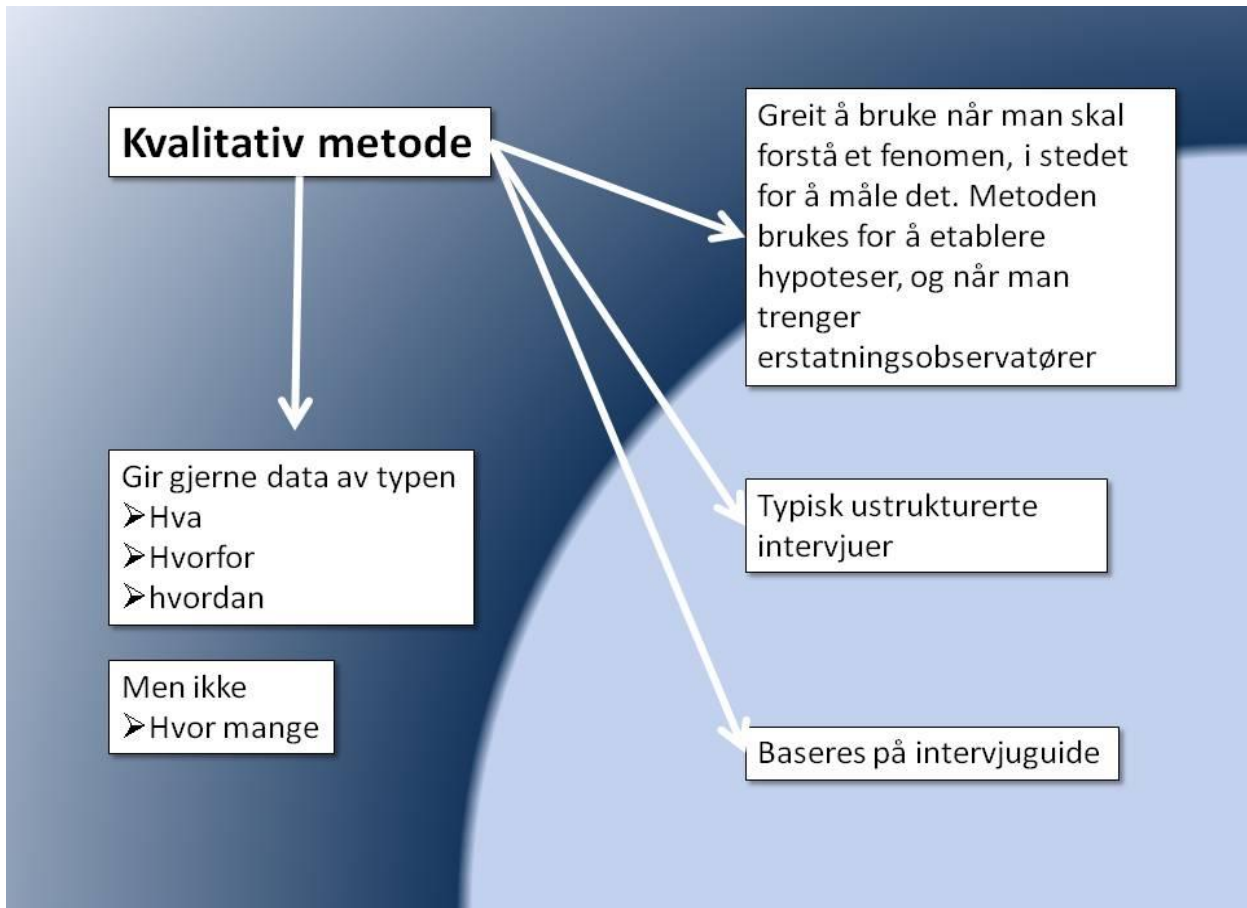 Kvalitativ metode
Gir gjerne data av typen
➢Hva
➢Hvorfor
➢hvordan
Men ikke
➢Hvor mange
Greit å bruke når man skal
forstå et fenomen, i stedet
for å måle det. Metoden
brukes for å etablere
hypoteser, og når man
trenger
erstatningsobservatører
Typisk ustrukturerte
intervjuer
Baseres på intervjuguide